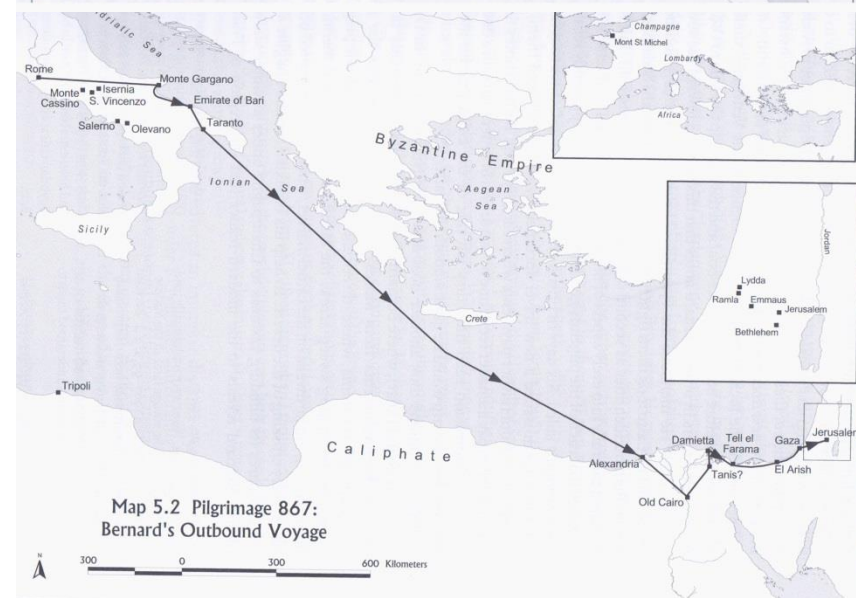 Adriatic Sea
Rome
Monte Gargano
Monte
Cassino
Isernia
S. Vincenzo
Emirate of Bari
Salerno
Olevano
Taranto
Ionian Sea
Byzantine Empire
Aegean
Sea
Sicily
Crete
Tripoli
Caliphate
Alexandria
Damietta
Tell el
Farama
Gaza
Jerusalem
Tanis?
El Arish
Old Cairo
Champagne
Mont St Michel
Lombardy
Africa
Jordan
Lydda
Ramla
Emmaus
Jerusalem
Bethlehem
Map 5.2 Pilgrimage 867:
Bernard's Outbound Voyage
N
300 0 300 600 Kilometers